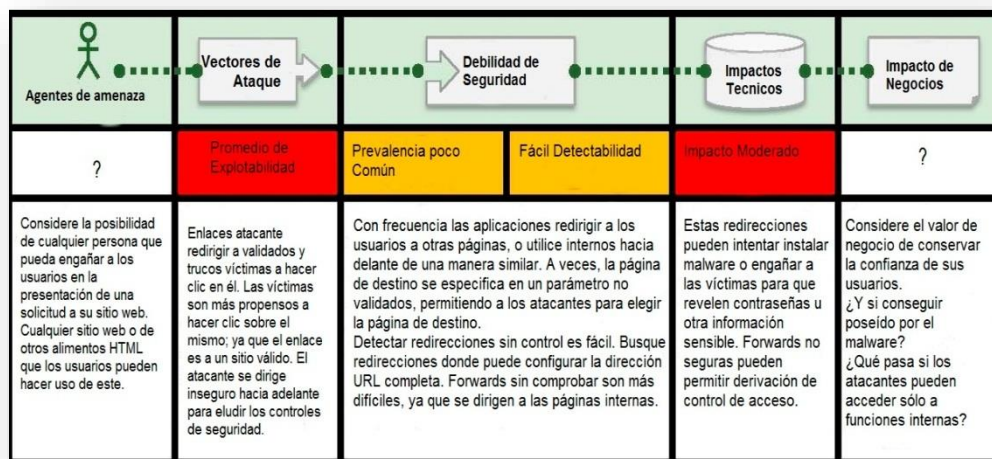 Agentes de amenaza
Vectores de
Ataque
Debilidad de
Seguridad
Impactos
Tecnicos
Impacto de
Negocios
?
Promedio de
Explotabilidad
Prevalencia poco
Común
Fácil Detectabilidad
Impacto Moderado
?
Considere la posibilidad
de cualquier persona que
pueda engañar a los
usuarios en la
presentación de una
solicitud a su sitio web.
Cualquier sitio web o de
otros alimentos HTML
que los usuarios pueden
hacer uso de este.
Enlaces atacante
redirigir a validados y
trucos víctimas a hacer
clic en él. Las víctimas
son más propensos a
hacer clic sobre el
mismo; ya que el enlace
es a un sitio válido. El
atacante se dirige
inseguro hacia adelante
para eludir los controles
de seguridad.
Con frecuencia las aplicaciones redirigir a los
usuarios a otras páginas, o utilice internos hacia
delante de una manera similar. A veces, la página
de destino se especifica en un parámetro no
validados, permitiendo a los atacantes para elegir
la página de destino.
Detectar redirecciones sin control es fácil. Busque
redirecciones donde puede configurar la dirección
URL completa. Forwards sin comprobar son más
difíciles, ya que se dirigen a las páginas internas.
Estas redirecciones
pueden intentar instalar
malware o engañar a
las víctimas para que
revelen contraseñas u
otra información
sensible. Forwards no
seguras pueden
permitir derivación de
control de acceso.
Considere el valor de
negocio de conservar
la confianza de sus
usuarios.
¿Y si conseguir
poseído por el
malware?
¿Qué pasa si los
atacantes pueden
acceder sólo a
funciones internas?